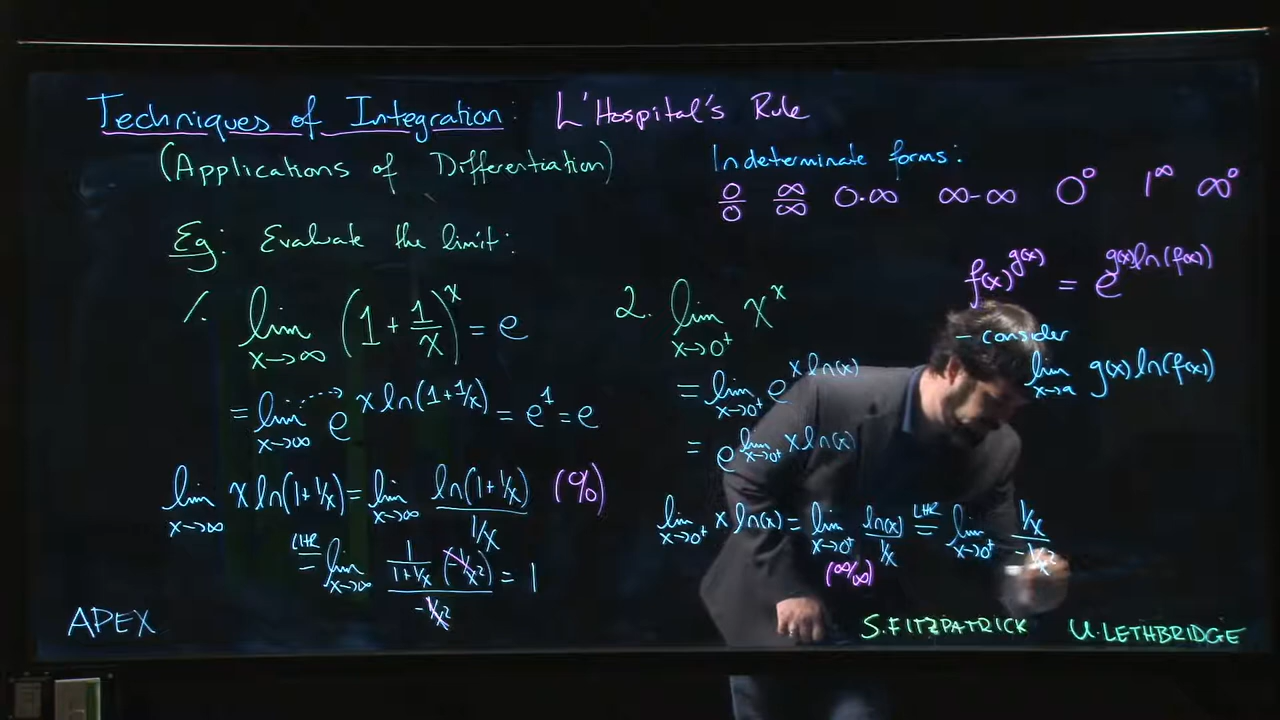 Techniques of Integration: L'Hospital's Rule
(Applications of Differentiation)
Indeterminate forms:
0/0 ∞/∞ 0·∞ ∞-∞ 0⁰ 1^∞ ∞⁰
Eg: Evaluate the limit:
f(x)^g(x) = e^(g(x)ln(f(x)))
1. lim x→∞ (1 + 1/x)^x = e
2. lim x→0⁺ x^x
- consider
lim x→a g(x)ln(f(x))
= lim x→∞ e^(x ln(1+1/x)) = e^1 = e
= lim x→0⁺ e^(x ln(x))
= e^(lim x→0⁺ x ln(x))
lim x→∞ x ln(1+1/x) = lim x→∞ ln(1+1/x) / (1/x) (0/0)
LHR = lim x→∞ (1/(1+1/x) (-1/x²)) / (-1/x²) = 1
lim x→0⁺ x ln(x) = lim x→0⁺ ln(x) / (1/x) LHR = lim x→0⁺ (1/x) / (-1/x²)
(∞/∞)
APEX
S.FITZPATRICK U.LETHBRIDGE